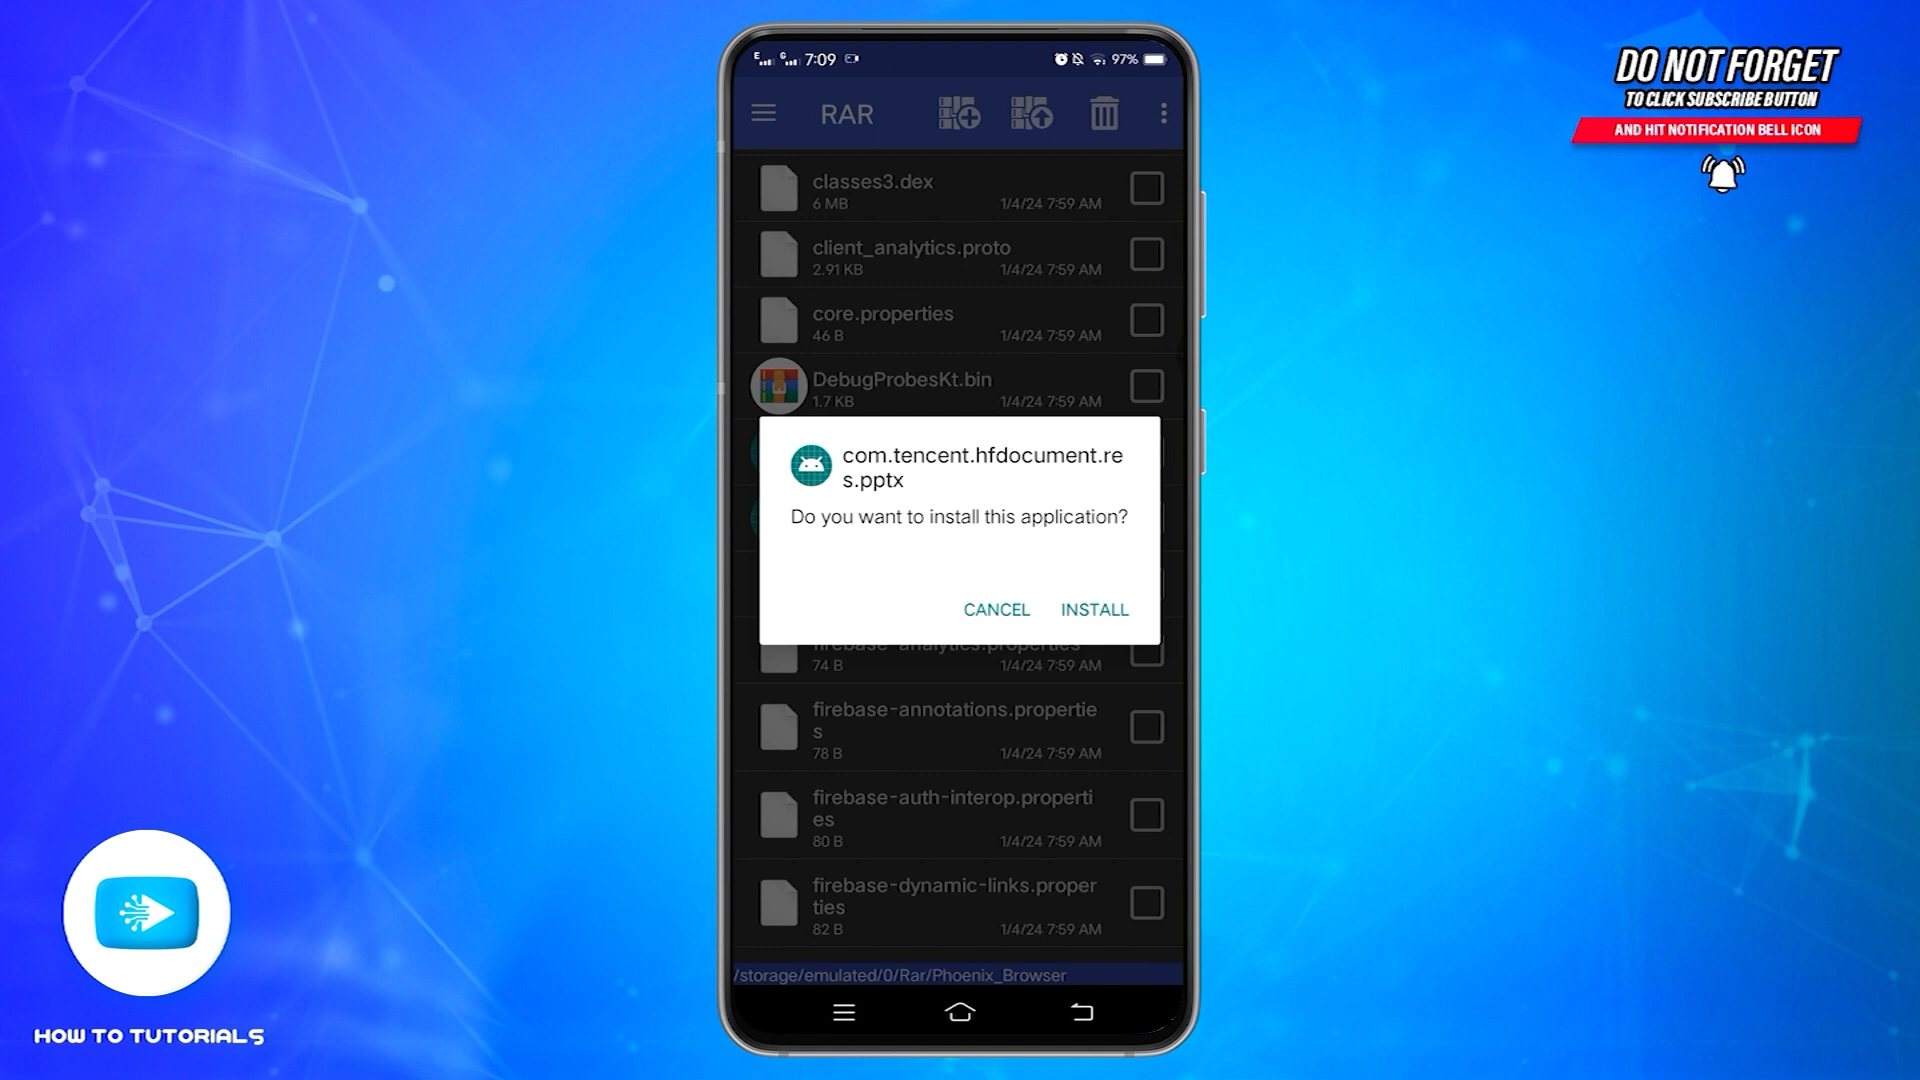 E G 7:09 97%
RAR
classes3.dex
6 MB 1/4/24 7:59 AM
client_analytics.proto
2.91 KB 1/4/24 7:59 AM
core.properties
46 B 1/4/24 7:59 AM
DebugProbesKt.bin
1.7 KB 1/4/24 7:59 AM
com.tencent.hfdocument.re
s.pptx
Do you want to install this application?
CANCEL INSTALL
firebase-analytics.properties
74 B 1/4/24 7:59 AM
firebase-annotations.propertie
s
78 B 1/4/24 7:59 AM
firebase-auth-interop.properti
es
80 B 1/4/24 7:59 AM
firebase-dynamic-links.proper
ties
82 B 1/4/24 7:59 AM
/storage/emulated/0/Rar/Phoenix_Browser
DO NOT FORGET
TO CLICK SUBSCRIBE BUTTON
AND HIT NOTIFICATION BELL ICON
HOW TO TUTORIALS